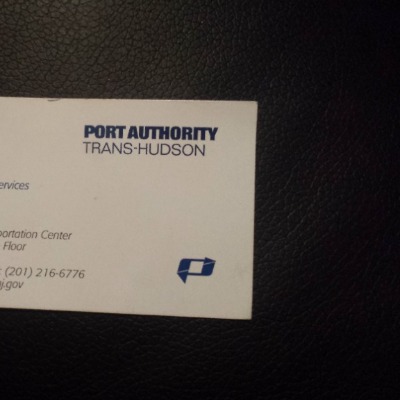 PORT AUTHORITY
TRANS-HUDSON
ervices
portation Center
Floor
(201) 216-6776
j.gov